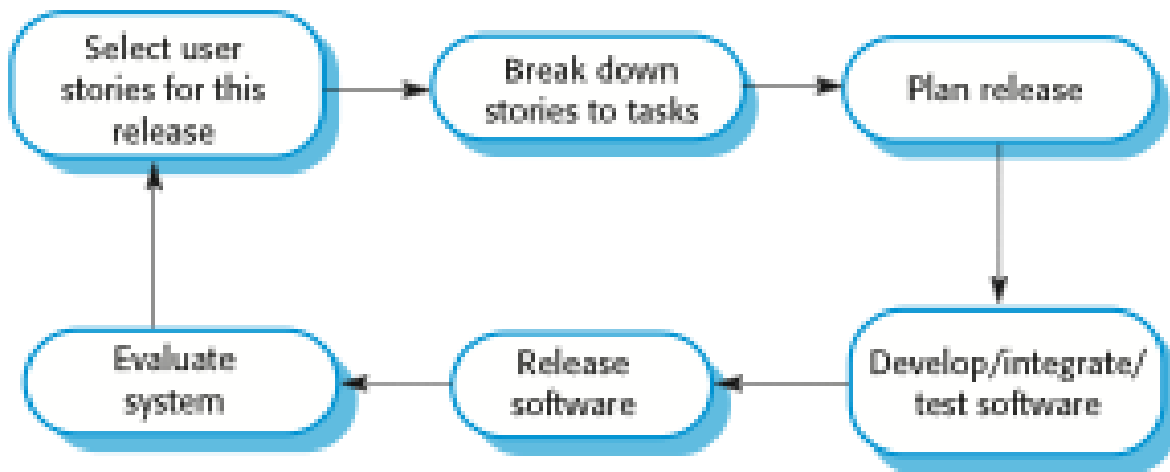 Select user
stories for this
release
Break down
stories to tasks
Plan release
Develop/integrate/
test software
Release
software
Evaluate
system